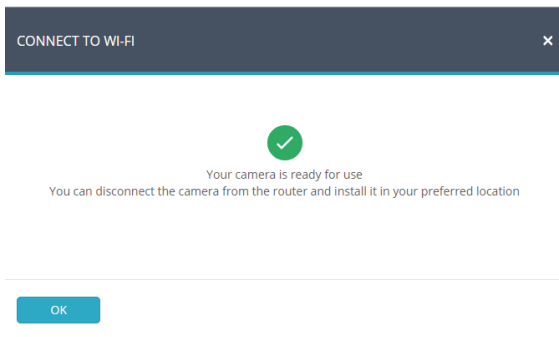 CONNECT TO WI-FI
Your camera is ready for use
You can disconnect the camera from the router and install it in your preferred location
OK